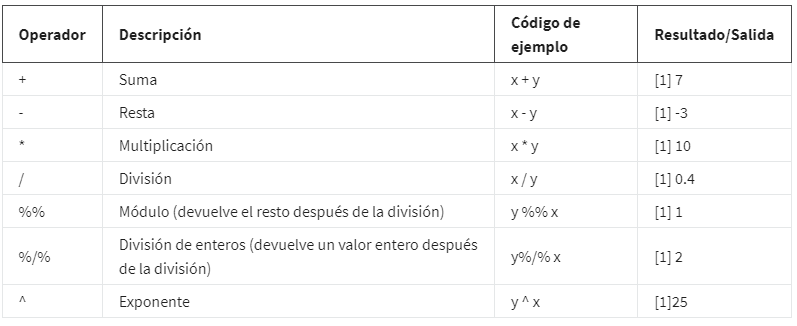 Operador Descripción Código de ejemplo Resultado/Salida
+ Suma x + y [1] 7
- Resta x - y [1] -3
* Multiplicación x * y [1] 10
/ División x / y [1] 0.4
%% Módulo (devuelve el resto después de la división) y %% x [1] 1
%/% División de enteros (devuelve un valor entero después
de la división) y%/% x [1] 2
^ Exponente y ^ x [1]25